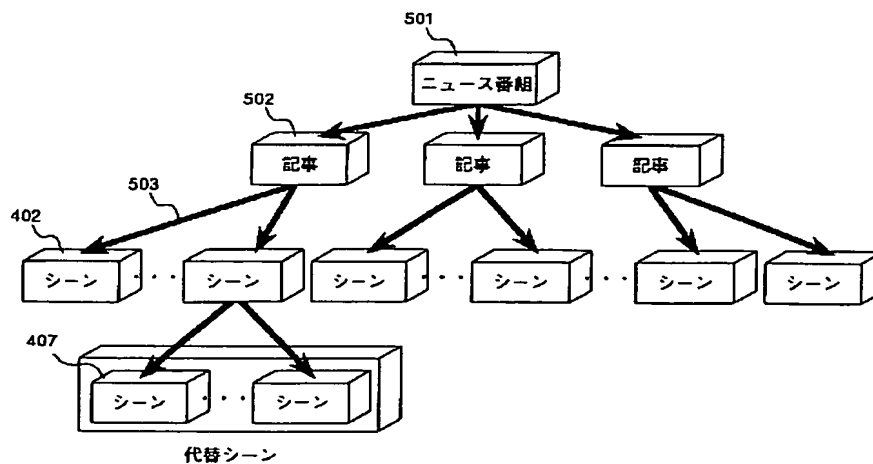 501
ニュース番組
502
記事
記事
記事
503
402
シーン
・・・
シーン
シーン
・・・
シーン
・・・
シーン
シーン
407
シーン
・・・
シーン
代替シーン